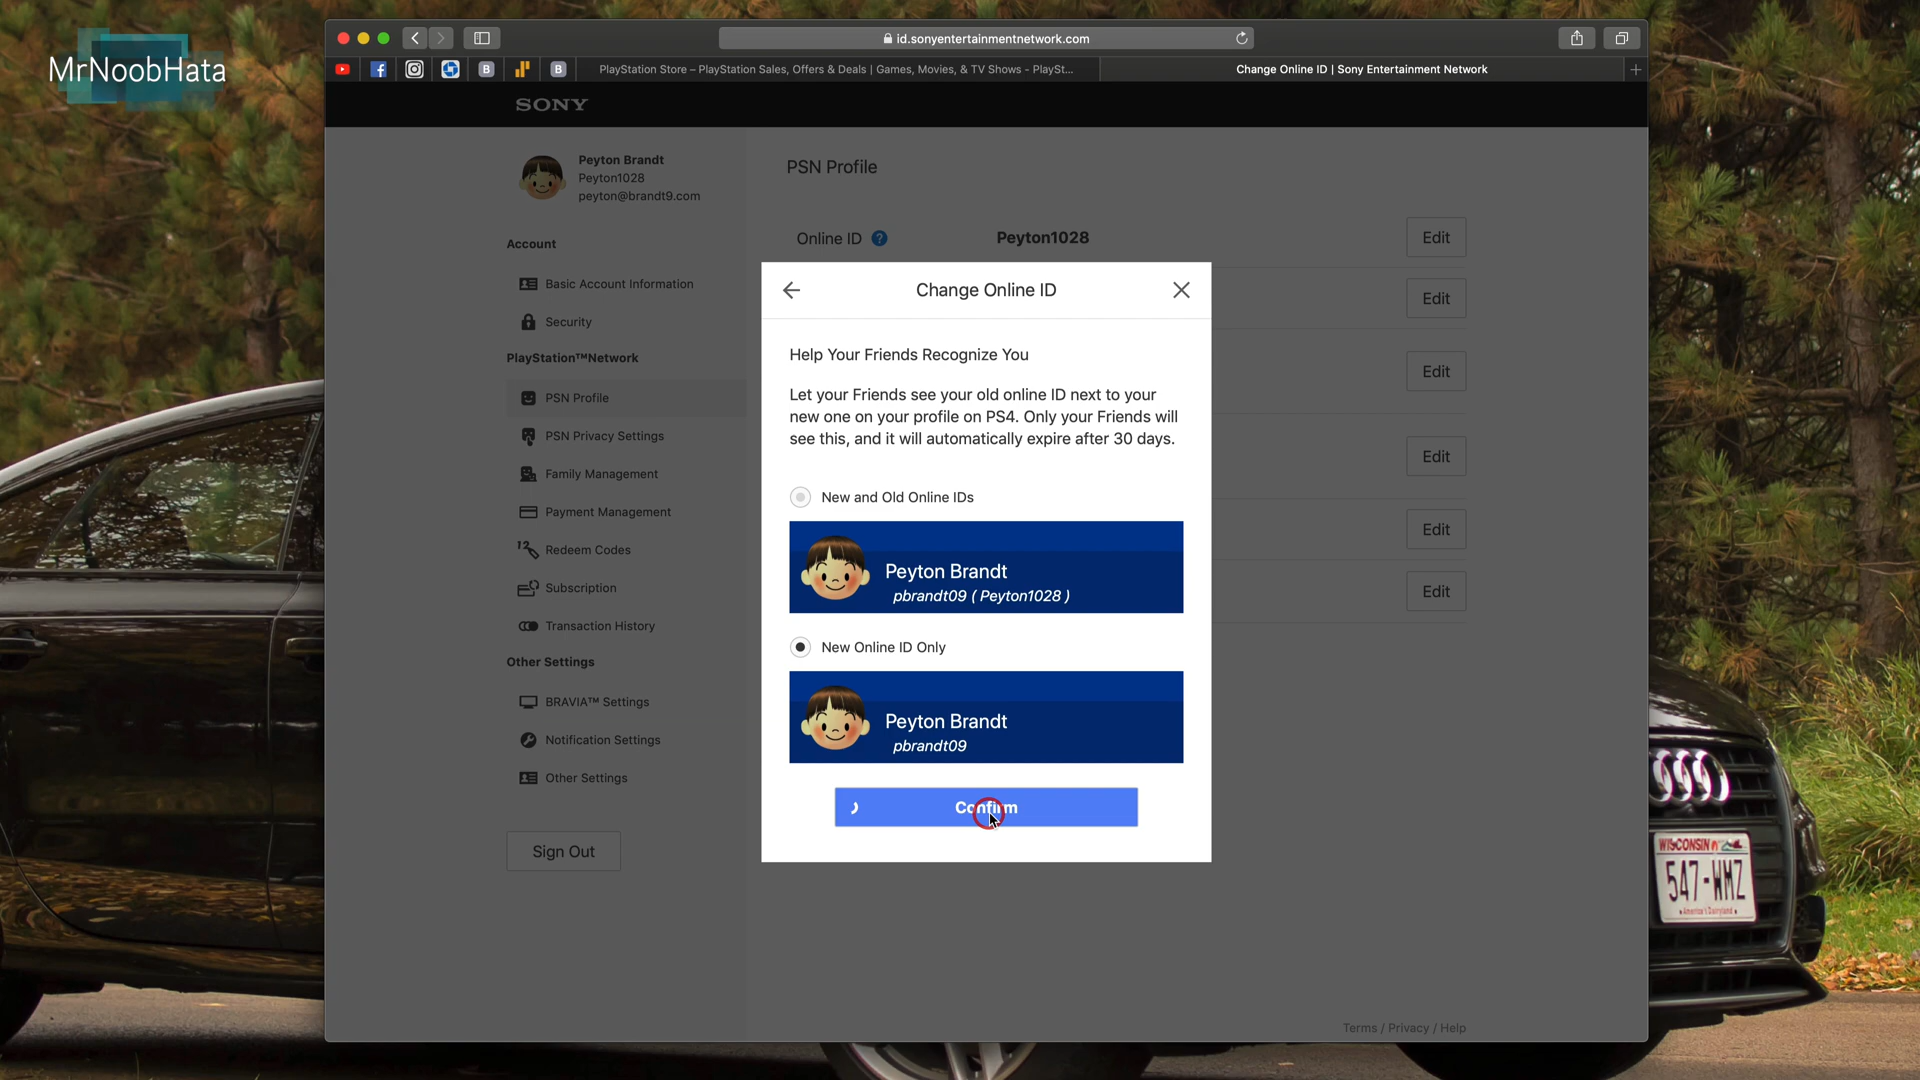 MrNoobHata
id.sonyentertainmentnetwork.com
PlayStation Store – PlayStation Sales, Offers & Deals | Games, Movies, & TV Shows - PlaySt...
Change Online ID | Sony Entertainment Network
SONY
Peyton Brandt
Peyton1028
peyton@brandt9.com
Account
Basic Account Information
Security
PlayStation™Network
PSN Profile
PSN Privacy Settings
Family Management
Payment Management
Redeem Codes
Subscription
Transaction History
Other Settings
BRAVIA™ Settings
Notification Settings
Other Settings
Sign Out
PSN Profile
Online ID ?
Peyton1028
Edit
Edit
Edit
Edit
Edit
Edit
Change Online ID
Help Your Friends Recognize You
Let your Friends see your old online ID next to your
new one on your profile on PS4. Only your Friends will
see this, and it will automatically expire after 30 days.
New and Old Online IDs
Peyton Brandt
pbrandt09 ( Peyton1028 )
New Online ID Only
Peyton Brandt
pbrandt09
Confirm
Terms / Privacy / Help
WISCONSIN
547-WMZ
America's Dairyland